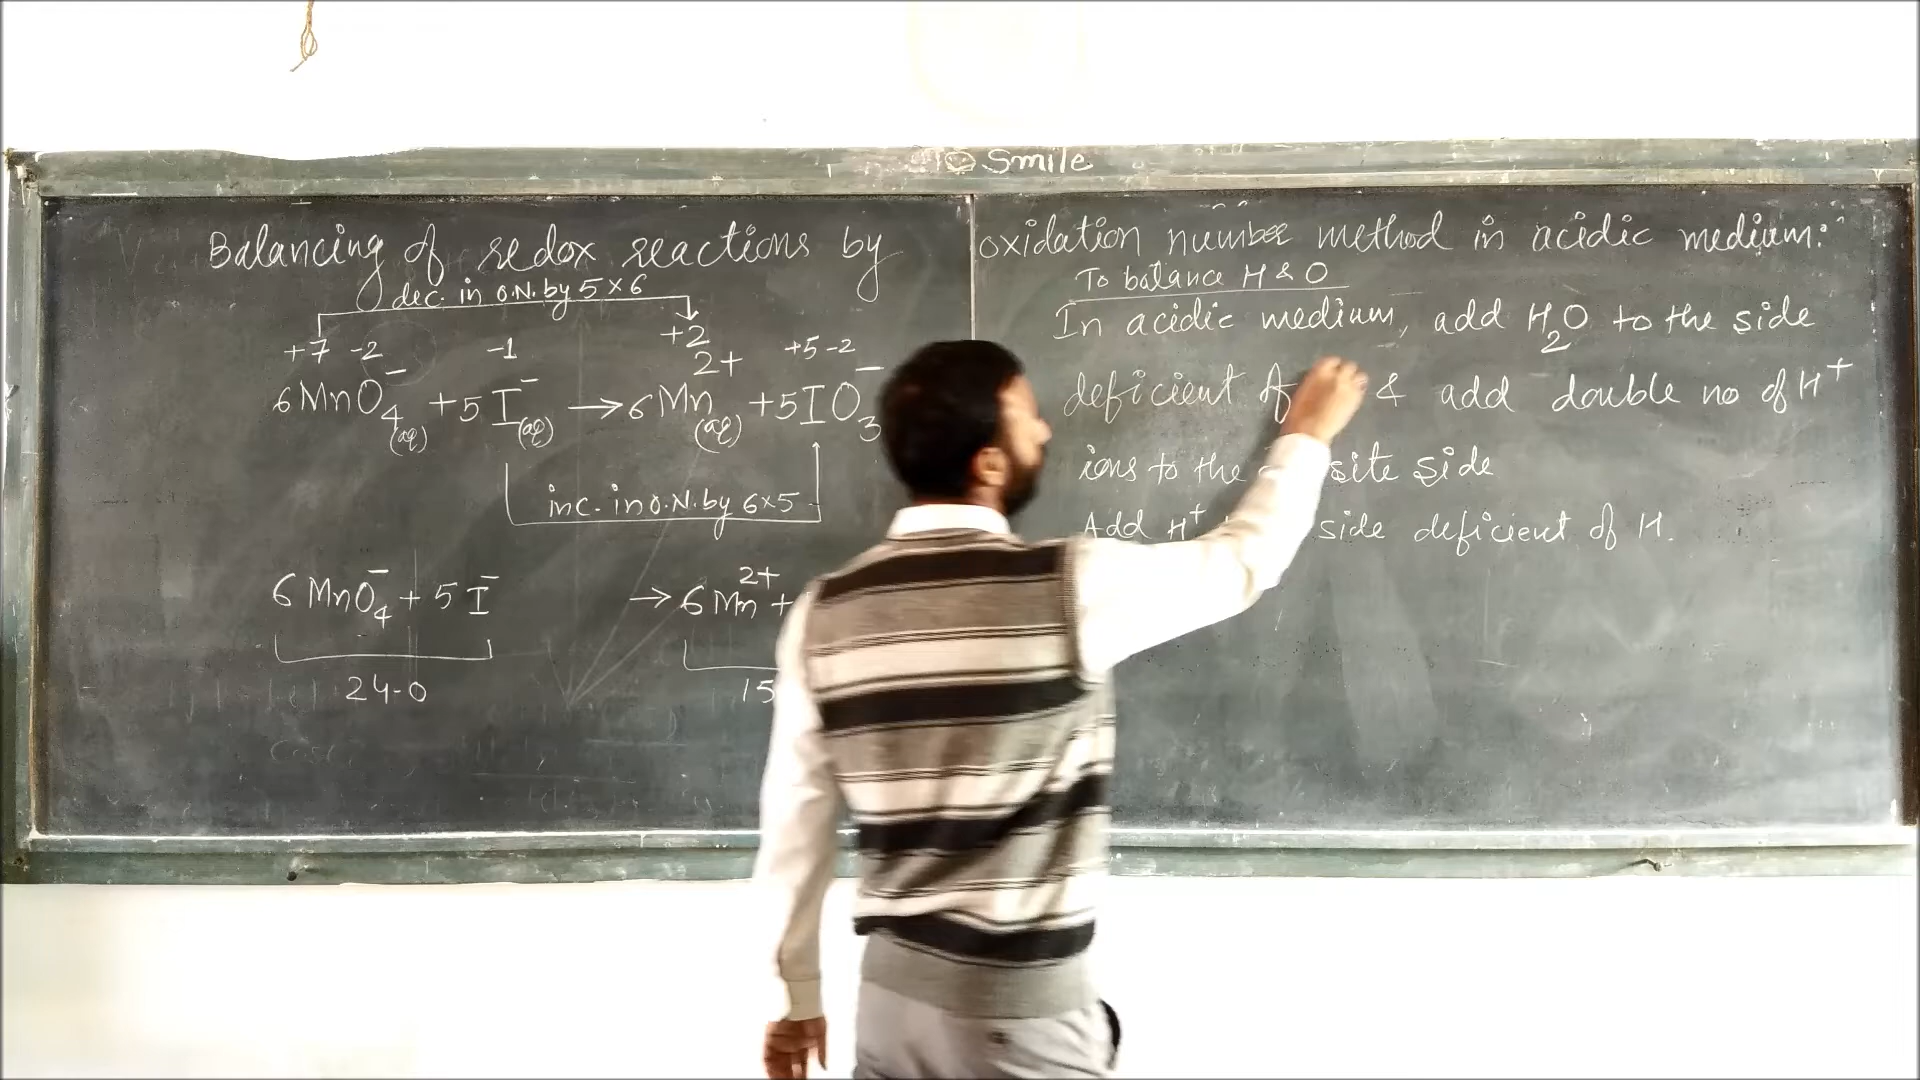 ☺ Smile
Balancing of redox reactions by oxidation number method in acidic medium:
dec. in O.N. by 5 × 6
+7 -2 -1 +2 +5 -2
6MnO₄⁻(aq) + 5I⁻(aq) → 6Mn²⁺(aq) + 5IO₃⁻
inc. in O.N. by 6×5
6MnO₄⁻ + 5I⁻ → 6Mn²⁺ +
24-O 15
To balance H & O
In acidic medium, add H₂O to the side
deficient of & add double no of H⁺
ions to the site side
Add H⁺ side deficient of H.